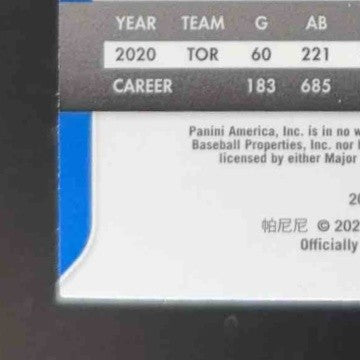 YEAR TEAM G AB
2020 TOR 60 221
CAREER 183 685
Panini America, Inc. is in no w
Baseball Properties, Inc. nor
licensed by either Major
20
帕尼尼 © 202
Officially